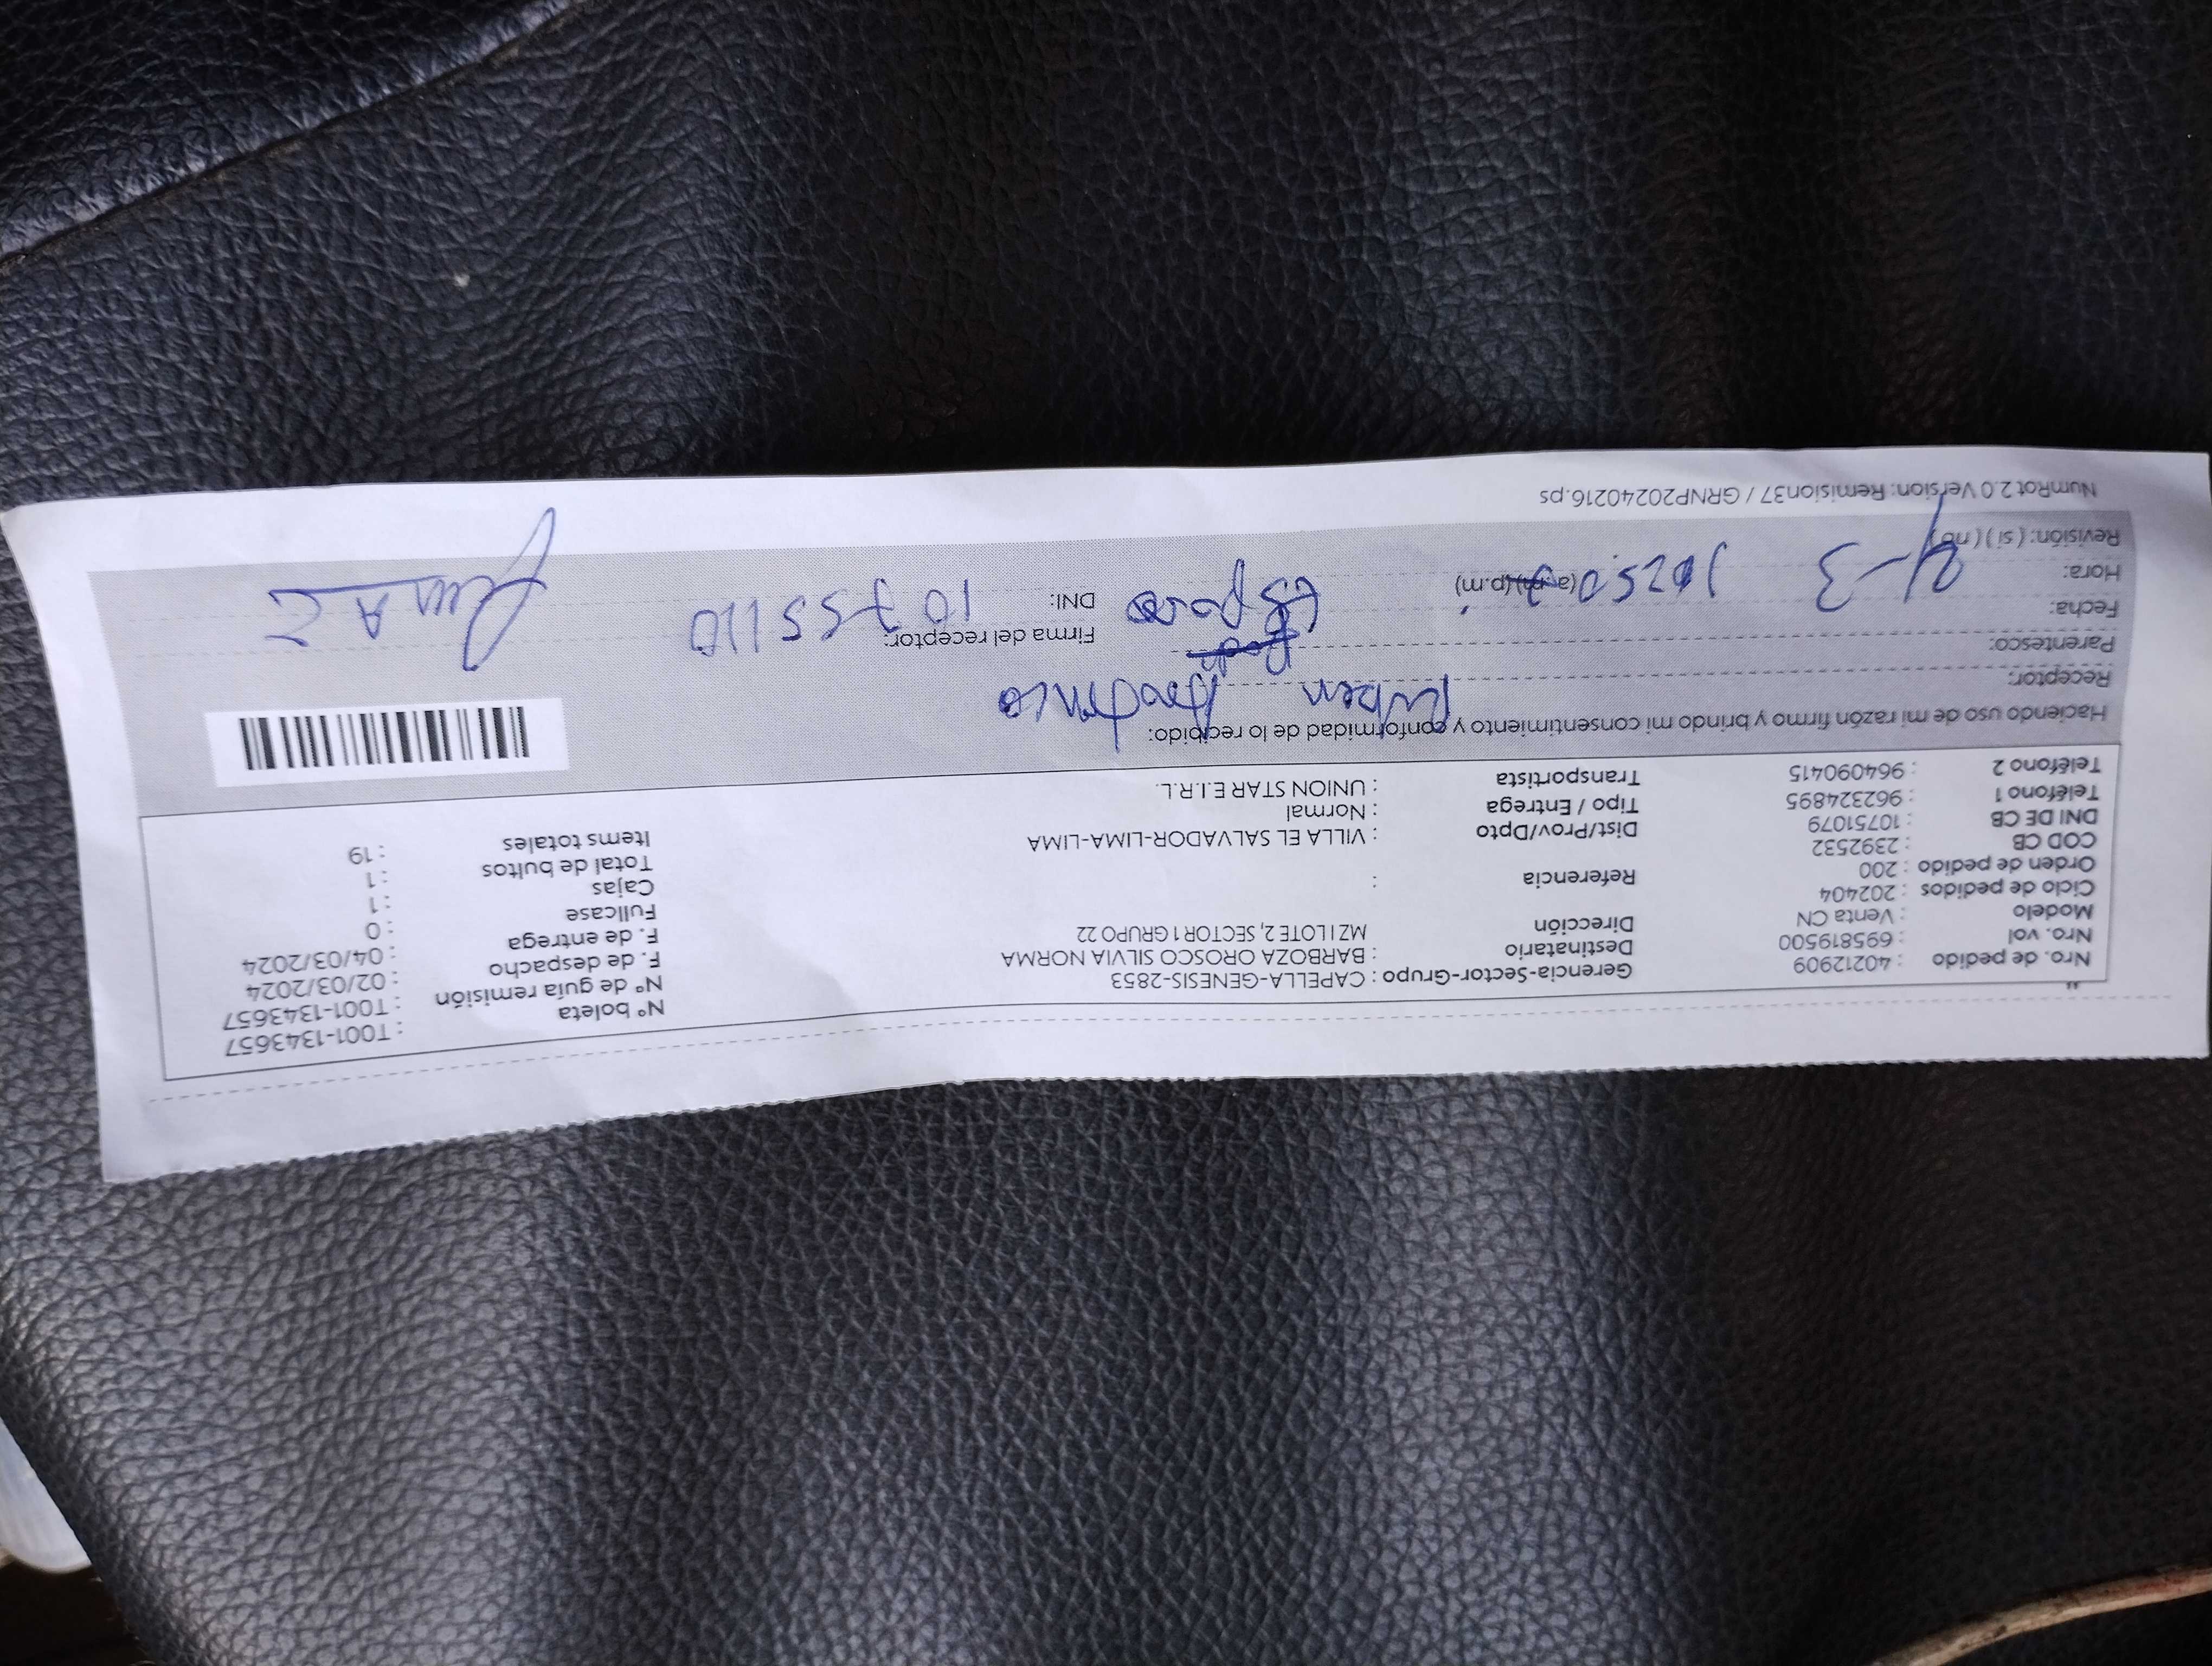 Nro. de pedido : 40212909 Gerencia-Sector-Grupo : CAPELLA-GENESIS-2853 N° boleta : T001-1343657
Nro. vol : 695819500 Destinatario : BARBOZA OROSCO SILVIA NORMA N° de guía remisión : T001-1343657
Modelo : Venta CN Dirección MZ I LOTE 2, SECTOR 1 GRUPO 22 F. de despacho : 02/03/2024
Ciclo de pedidos : 202404 F. de entrega : 04/03/2024
Orden de pedido : 200 Referencia : Fullcase : 0
COD CB : 2392532 Cajas : 1
DNI DE CB : 10751079 Dist/Prov/Dpto : VILLA EL SALVADOR-LIMA-LIMA Total de bultos : 1
Teléfono 1 : 962324895 Tipo / Entrega : Normal Items totales : 19
Teléfono 2 : 964090415 Transportista : UNION STAR E.I.R.L.
Haciendo uso de mi razón firmo y brindo mi consentimiento y conformidad de lo recibido:
Receptor: Ruben
Parentesco: Esposo Firma del receptor:
Fecha: 4-3 DNI: 10755110
Hora: (a.m)(p.m)
Revisión: ( si ) ( no )
NumRot 2.0 Version: Remision37 / GRNP20240216.ps